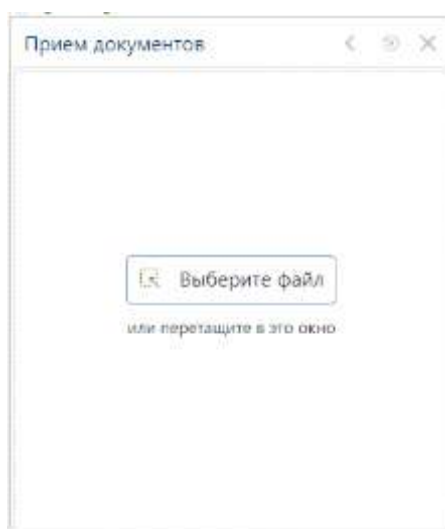 Прием документов
Выберите файл
или перетащите в это окно